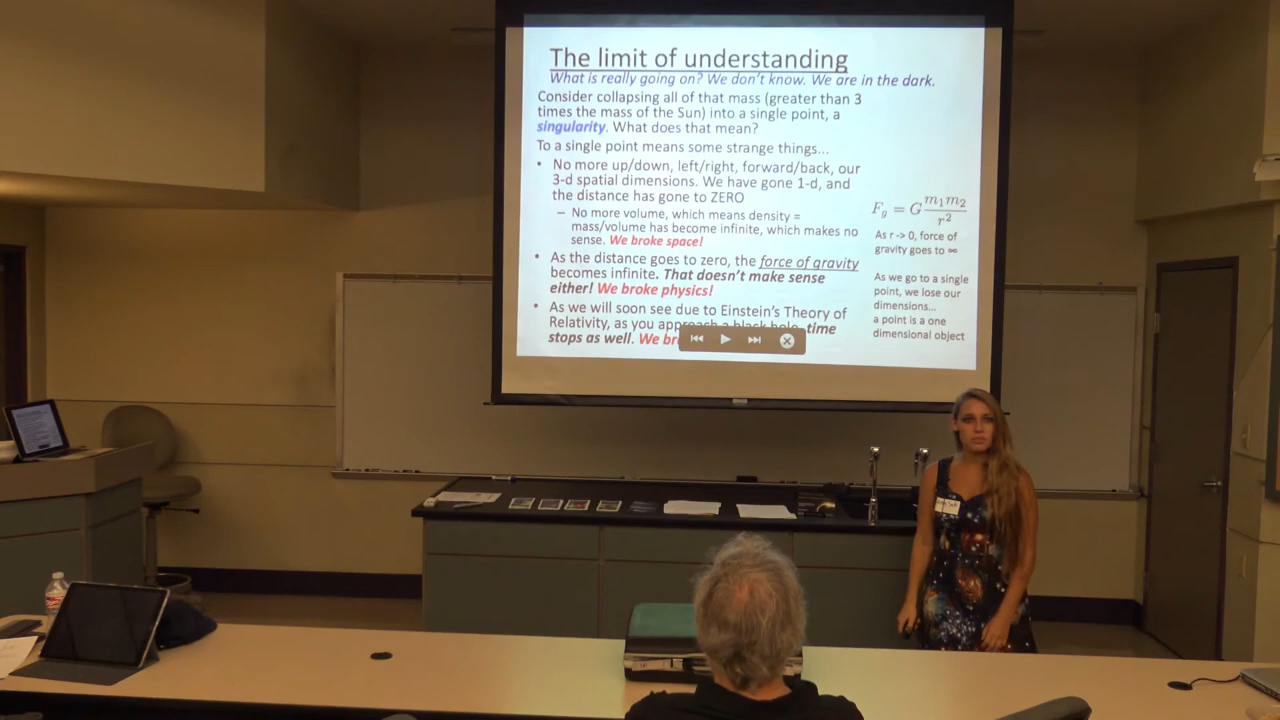 The limit of understanding
What is really going on? We don't know. We are in the dark.
Consider collapsing all of that mass (greater than 3
times the mass of the Sun) into a single point, a
singularity. What does that mean?
To a single point means some strange things...
• No more up/down, left/right, forward/back, our
3-d spatial dimensions. We have gone 1-d, and
the distance has gone to ZERO
– No more volume, which means density =
mass/volume has become infinite, which makes no
sense. We broke space!
• As the distance goes to zero, the force of gravity
becomes infinite. That doesn't make sense
either! We broke physics!
• As we will soon see due to Einstein's Theory of
Relativity, as you approach a black hole, time
stops as well. We br
F_g = G m₁m₂ / r²
As r -> 0, force of
gravity goes to ∞
As we go to a single
point, we lose our
dimensions...
a point is a one
dimensional object